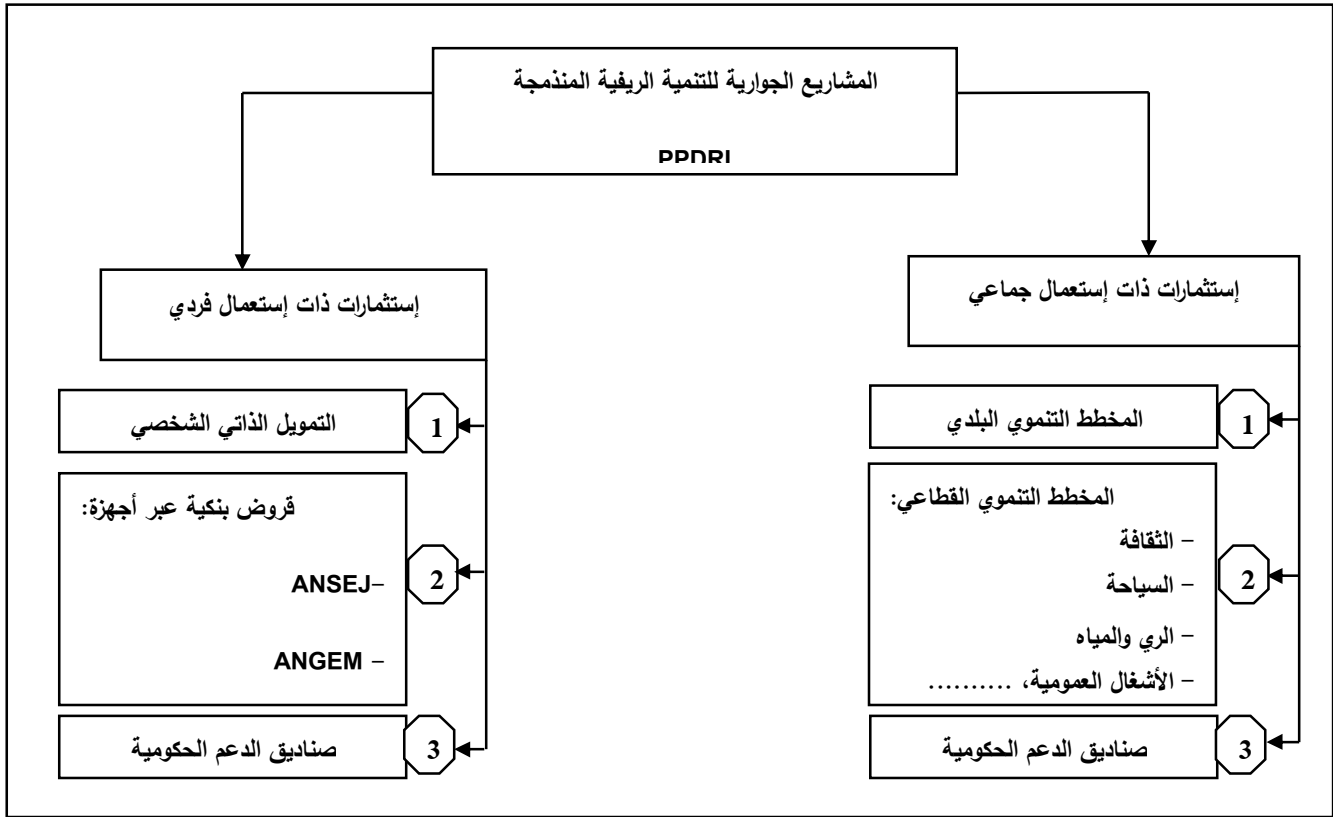 المشاريع الجوارية للتنمية الريفية المنذمجة
PPDRI
إستثمارات ذات إستعمال جماعي
1
المخطط التنموي البلدي
2
المخطط التنموي القطاعي:
– الثقافة
– السياحة
– الري والمياه
– الأشغال العمومية، ..........
3
صناديق الدعم الحكومية
إستثمارات ذات إستعمال فردي
1
التمويل الذاتي الشخصي
2
قروض بنكية عبر أجهزة:
–ANSEJ
– ANGEM
3
صناديق الدعم الحكومية